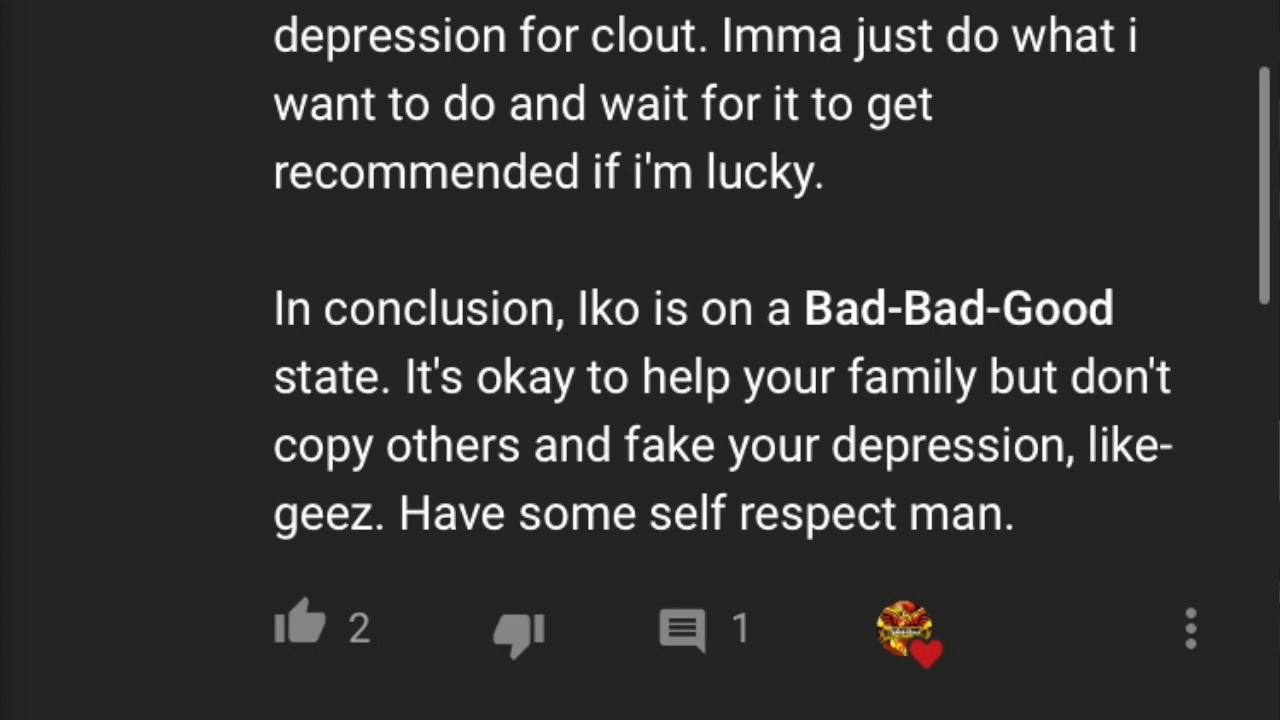 depression for clout. Imma just do what i
want to do and wait for it to get
recommended if i'm lucky.
In conclusion, Iko is on a Bad-Bad-Good
state. It's okay to help your family but don't
copy others and fake your depression, like-
geez. Have some self respect man.
2 1